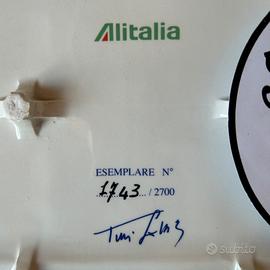 Alitalia
ESEMPLARE N°
1743 / 2700
subito